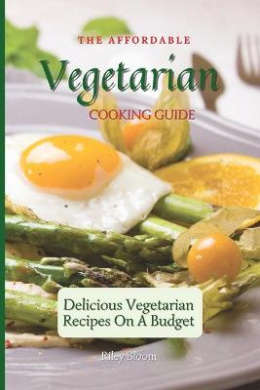 THE AFFORDABLE
Vegetarian
COOKING GUIDE
Delicious Vegetarian
Recipes On A Budget
Riley Bloom